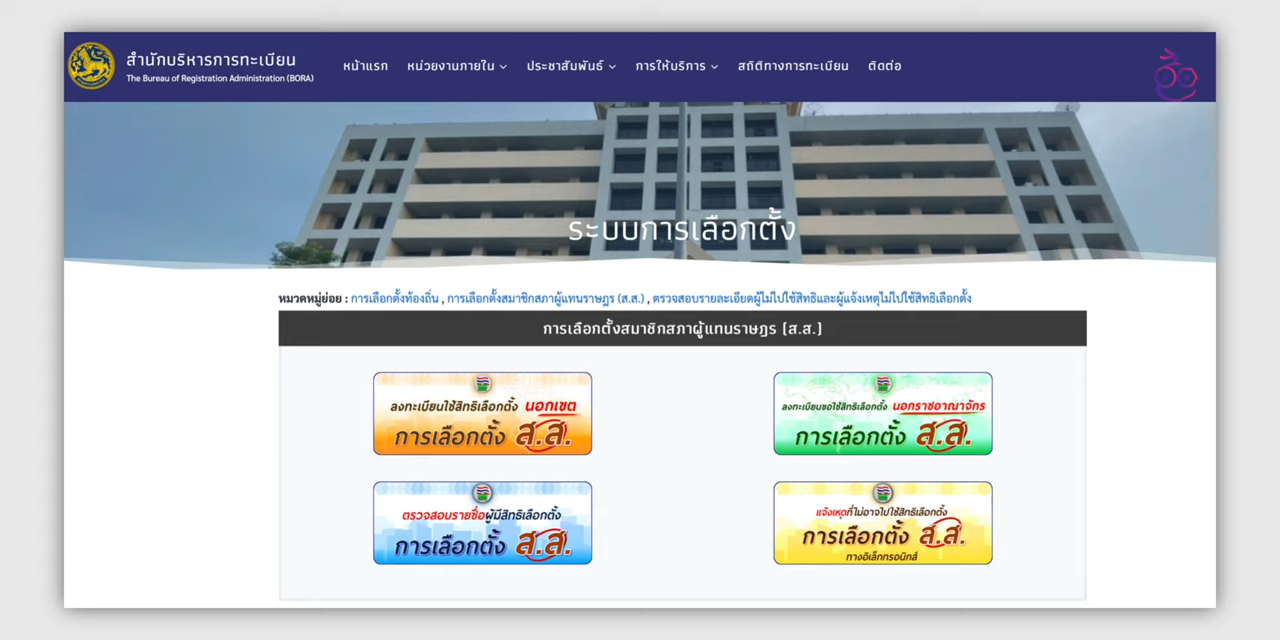 สำนักบริหารการทะเบียน
The Bureau of Registration Administration (BORA)
หน้าแรก หน่วยงานภายใน ประชาสัมพันธ์ การให้บริการ สถิติทางการทะเบียน ติดต่อ
ระบบการเลือกตั้ง
หมวดหมู่ย่อย : การเลือกตั้งท้องถิ่น , การเลือกตั้งสมาชิกสภาผู้แทนราษฎร (ส.ส.) , ตรวจสอบรายละเอียดผู้ไม่ไปใช้สิทธิและผู้แจ้งเหตุไม่ไปใช้สิทธิเลือกตั้ง
การเลือกตั้งสมาชิกสภาผู้แทนราษฎร (ส.ส.)
ลงทะเบียนใช้สิทธิเลือกตั้ง นอกเขต
การเลือกตั้ง ส.ส.
ลงทะเบียนขอใช้สิทธิเลือกตั้ง นอกราชอาณาจักร
การเลือกตั้ง ส.ส.
ตรวจสอบรายชื่อผู้มีสิทธิเลือกตั้ง
การเลือกตั้ง ส.ส.
แจ้งเหตุที่ไม่อาจไปใช้สิทธิเลือกตั้ง
การเลือกตั้ง ส.ส.
ทางอิเล็กทรอนิกส์